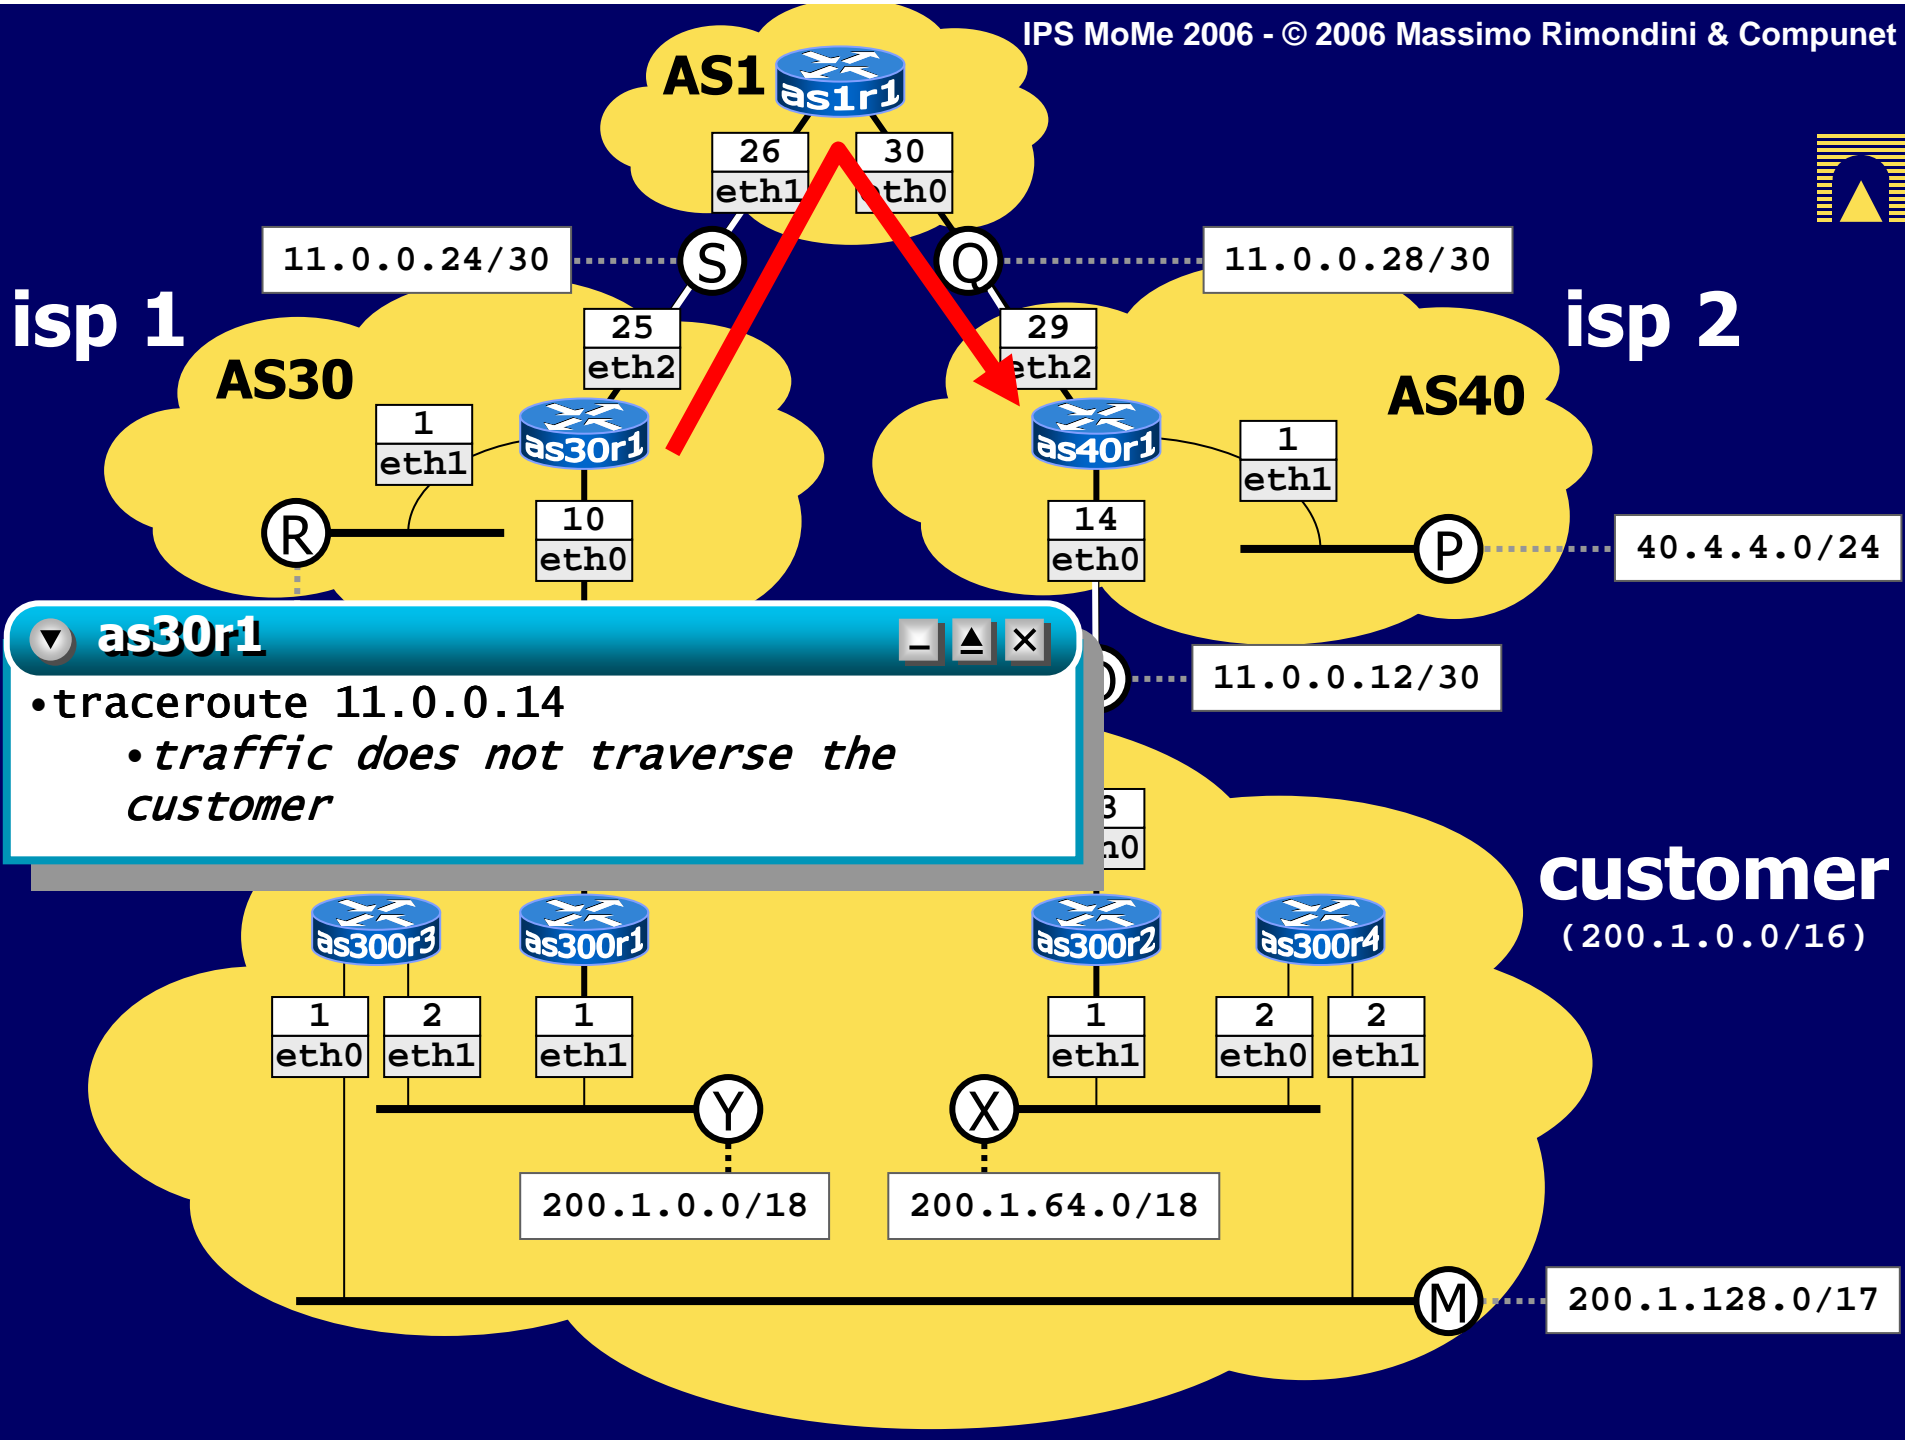 IPS MoMe 2006 - © 2006 Massimo Rimondini & Compunet
AS1
as1r1
26
eth1
30
eth0
11.0.0.24/30
S
Q
11.0.0.28/30
isp 1
isp 2
AS30
25
eth2
29
eth2
AS40
1
eth1
as30r1
as40r1
1
eth1
R
10
eth0
14
eth0
P
40.4.4.0/24
as30r1
11.0.0.12/30
•traceroute 11.0.0.14
•traffic does not traverse the
customer
customer
(200.1.0.0/16)
as300r3
as300r1
as300r2
as300r4
1
eth0
2
eth1
1
eth1
1
eth1
2
eth0
2
eth1
Y
X
200.1.0.0/18
200.1.64.0/18
M
200.1.128.0/17